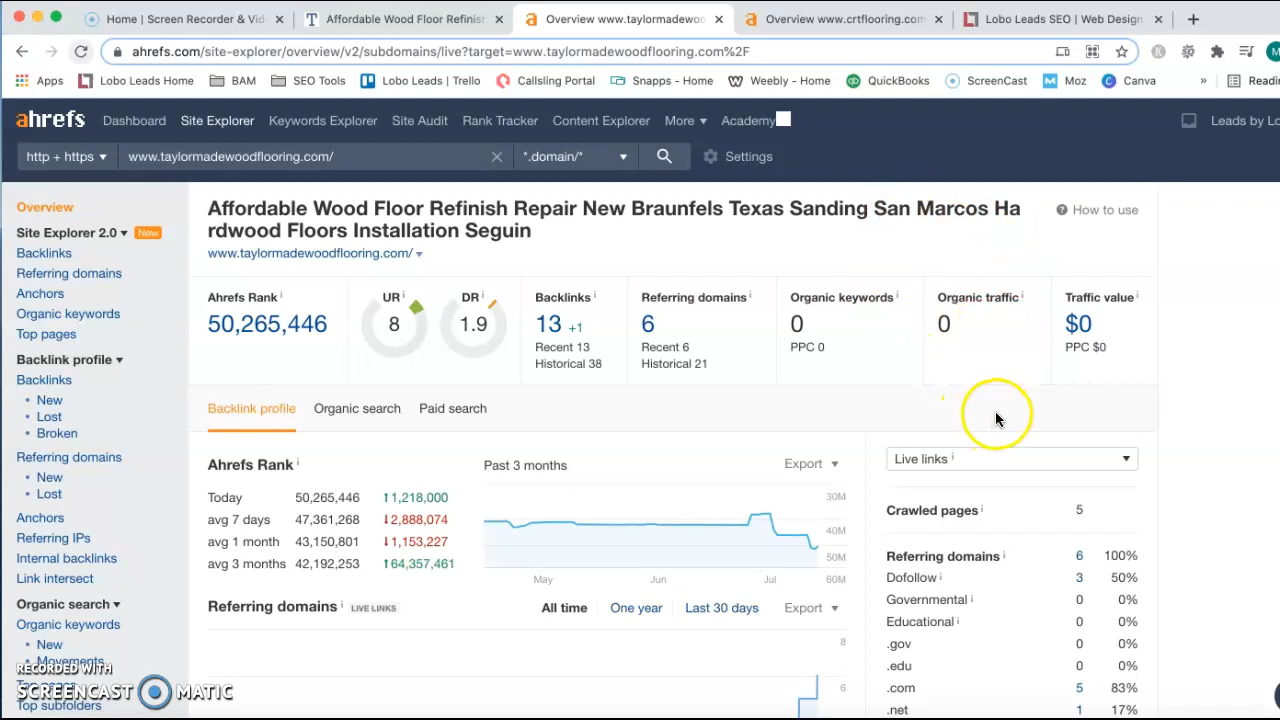 Home | Screen Recorder & Vid
Affordable Wood Floor Refinish
Overview www.taylormadewoo
Overview www.crtflooring.com
Lobo Leads SEO | Web Design
ahrefs.com/site-explorer/overview/v2/subdomains/live?target=www.taylormadewoodflooring.com%2F
Apps Lobo Leads Home BAM SEO Tools Lobo Leads | Trello Callsling Portal Snapps - Home Weebly - Home QuickBooks ScreenCast Moz Canva » Readin
ahrefs Dashboard Site Explorer Keywords Explorer Site Audit Rank Tracker Content Explorer More Academy Leads by Lo
http + https www.taylormadewoodflooring.com/ *.domain/* Settings
Overview
Site Explorer 2.0 New
Backlinks
Referring domains
Anchors
Organic keywords
Top pages
Backlink profile
Backlinks
New
Lost
Broken
Referring domains
New
Lost
Anchors
Referring IPs
Internal backlinks
Link intersect
Organic search
Organic keywords
New
Movements
Top subfolders
Affordable Wood Floor Refinish Repair New Braunfels Texas Sanding San Marcos Ha
rdwood Floors Installation Seguin
How to use
www.taylormadewoodflooring.com/
Ahrefs Rank
50,265,446
UR
8
DR
1.9
Backlinks
13 +1
Recent 13
Historical 38
Referring domains
6
Recent 6
Historical 21
Organic keywords
0
PPC 0
Organic traffic
0
Traffic value
$0
PPC $0
Backlink profile Organic search Paid search
Ahrefs Rank
Past 3 months
Export
Today 50,265,446 ↑1,218,000
avg 7 days 47,361,268 ↓2,888,074
avg 1 month 43,150,801 ↓1,153,227
avg 3 months 42,192,253 ↑64,357,461
30M
40M
50M
60M
May Jun Jul
Referring domains LIVE LINKS All time One year Last 30 days Export
8
6
Live links
Crawled pages 5
Referring domains 6 100%
Dofollow 3 50%
Governmental 0 0%
Educational 0 0%
.gov 0 0%
.edu 0 0%
.com 5 83%
.net 1 17%
RECORDED WITH
SCREENCAST MATIC